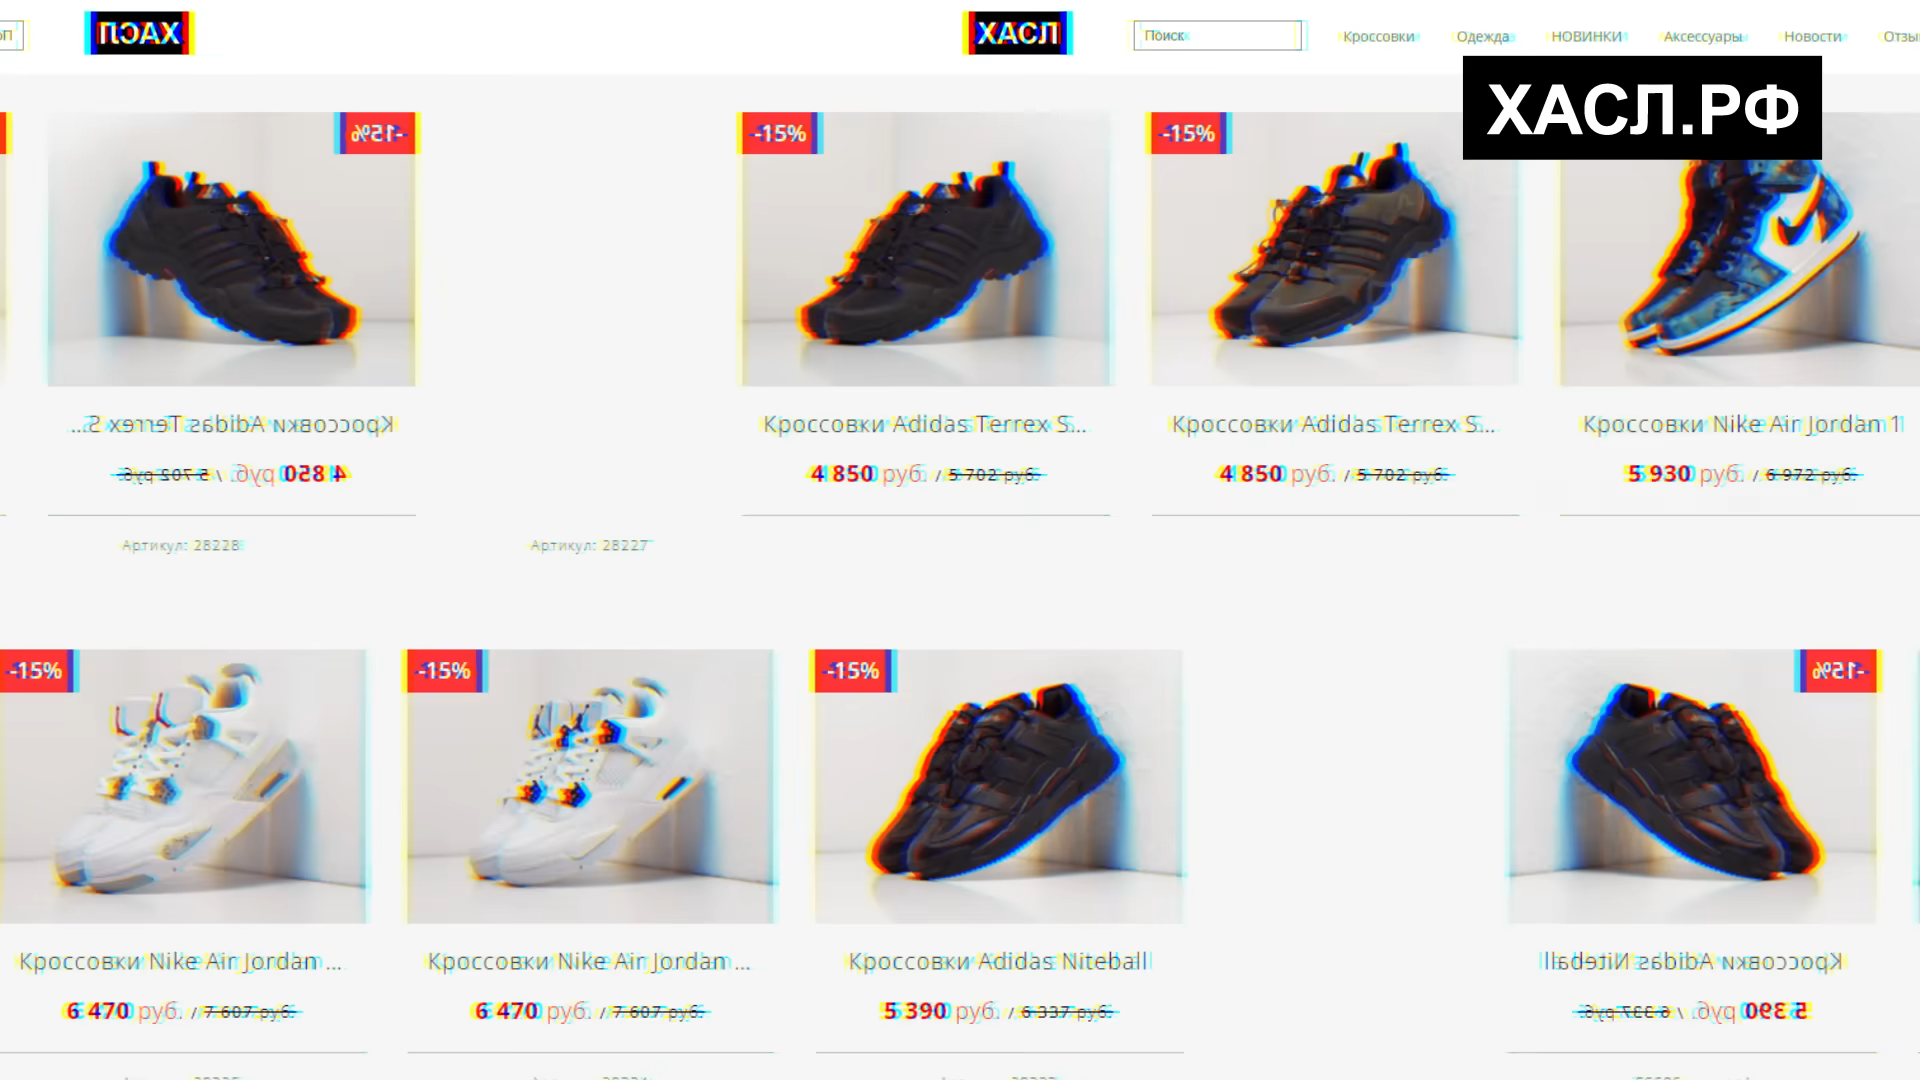 ХАСЛ
ХАСЛ
Поиск
Кроссовки
Одежда
НОВИНКИ
Аксессуары
Новости
ХАСЛ.РФ
-15%
-15%
-15%
Кроссовки Adidas Terrex S...
Кроссовки Adidas Terrex S...
Кроссовки Adidas Terrex S...
Кроссовки Nike Air Jordan 1
4 850 руб. / 5 702 руб.
4 850 руб. / 5 702 руб.
4 850 руб. / 5 702 руб.
5 930 руб. / 6 972 руб.
Артикул: 28228
Артикул: 28227
-15%
-15%
-15%
-15%
Кроссовки Nike Air Jordan ...
Кроссовки Nike Air Jordan ...
Кроссовки Adidas Niteball
Кроссовки Adidas Niteball
6 470 руб. / 7 607 руб.
6 470 руб. / 7 607 руб.
5 390 руб. / 6 337 руб.
5 390 руб. / 6 337 руб.